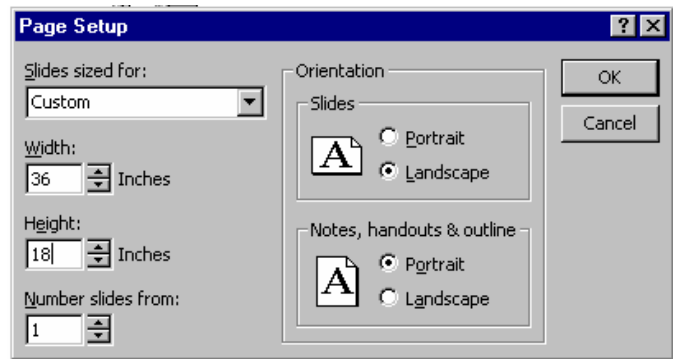 Page Setup
Slides sized for:
Custom
Width:
36 Inches
Height:
18 Inches
Number slides from:
1
Orientation
Slides
A
Portrait
Landscape
Notes, handouts & outline
A
Portrait
Landscape
OK
Cancel